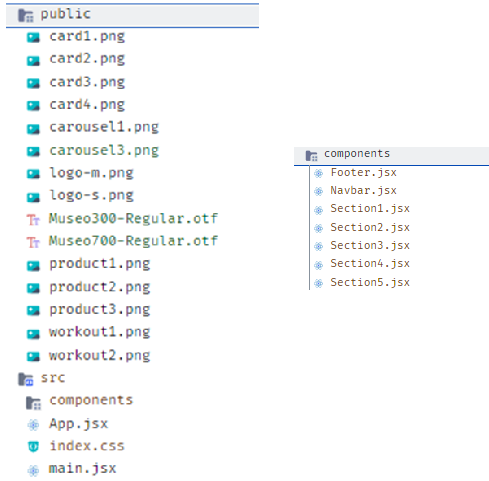 public
card1.png
card2.png
card3.png
card4.png
carousel1.png
carousel3.png
logo-m.png
logo-s.png
Museo300-Regular.otf
Museo700-Regular.otf
product1.png
product2.png
product3.png
workout1.png
workout2.png
src
components
App.jsx
index.css
main.jsx
components
Footer.jsx
Navbar.jsx
Section1.jsx
Section2.jsx
Section3.jsx
Section4.jsx
Section5.jsx